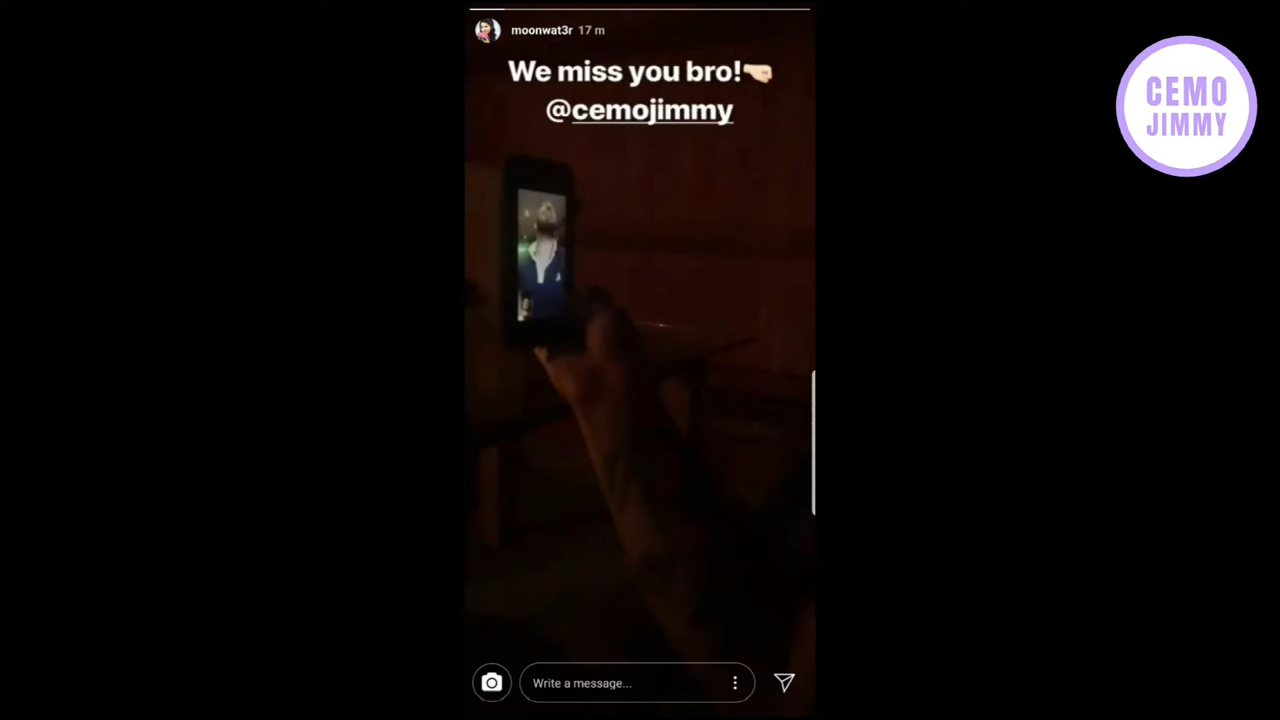 moonwat3r 17 m
We miss you bro!🤜🏻
@cemojimmy
CEMO
JIMMY
Write a message...